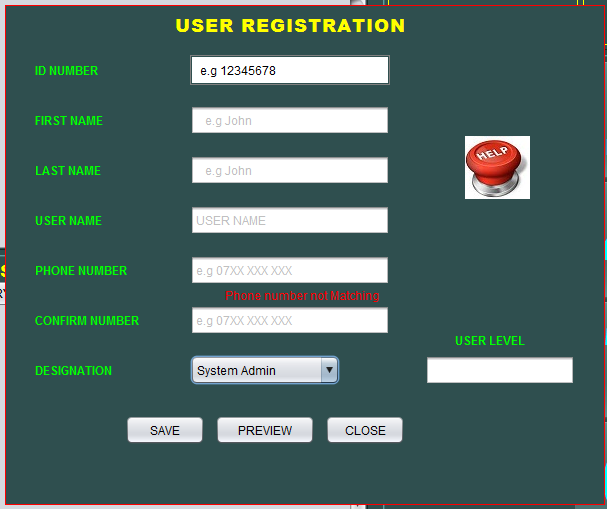 USER REGISTRATION
ID NUMBER
e.g 12345678
FIRST NAME
e.g John
HELP
LAST NAME
e.g John
USER NAME
USER NAME
PHONE NUMBER
e.g 07XX XXX XXX
Phone number not Matching
CONFIRM NUMBER
e.g 07XX XXX XXX
USER LEVEL
DESIGNATION
System Admin
SAVE
PREVIEW
CLOSE